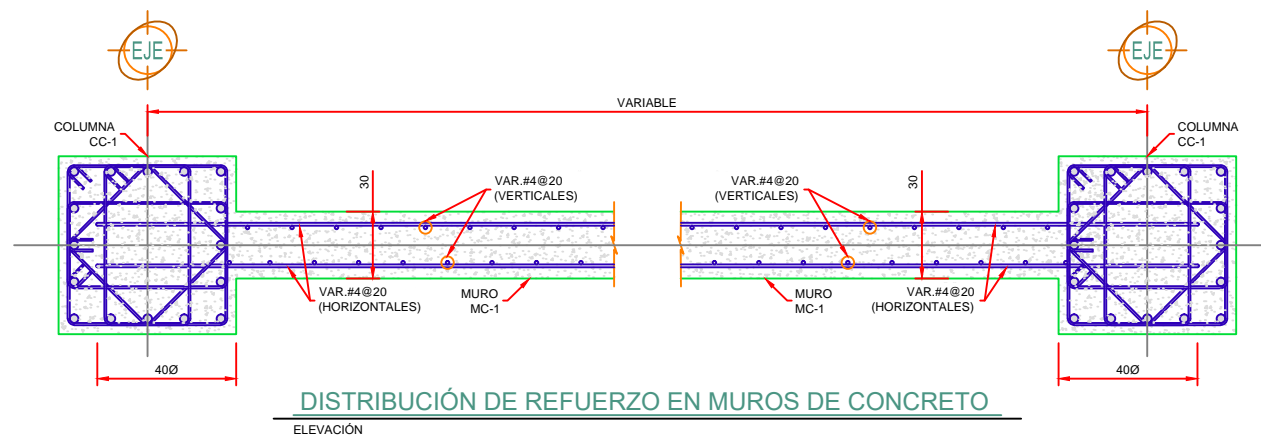 EJE
EJE
VARIABLE
COLUMNA
CC-1
COLUMNA
CC-1
30
VAR.#4@20
(VERTICALES)
VAR.#4@20
(VERTICALES)
30
VAR.#4@20
(HORIZONTALES)
MURO
MC-1
MURO
MC-1
VAR.#4@20
(HORIZONTALES)
40Ø
40Ø
DISTRIBUCIÓN DE REFUERZO EN MUROS DE CONCRETO
ELEVACIÓN